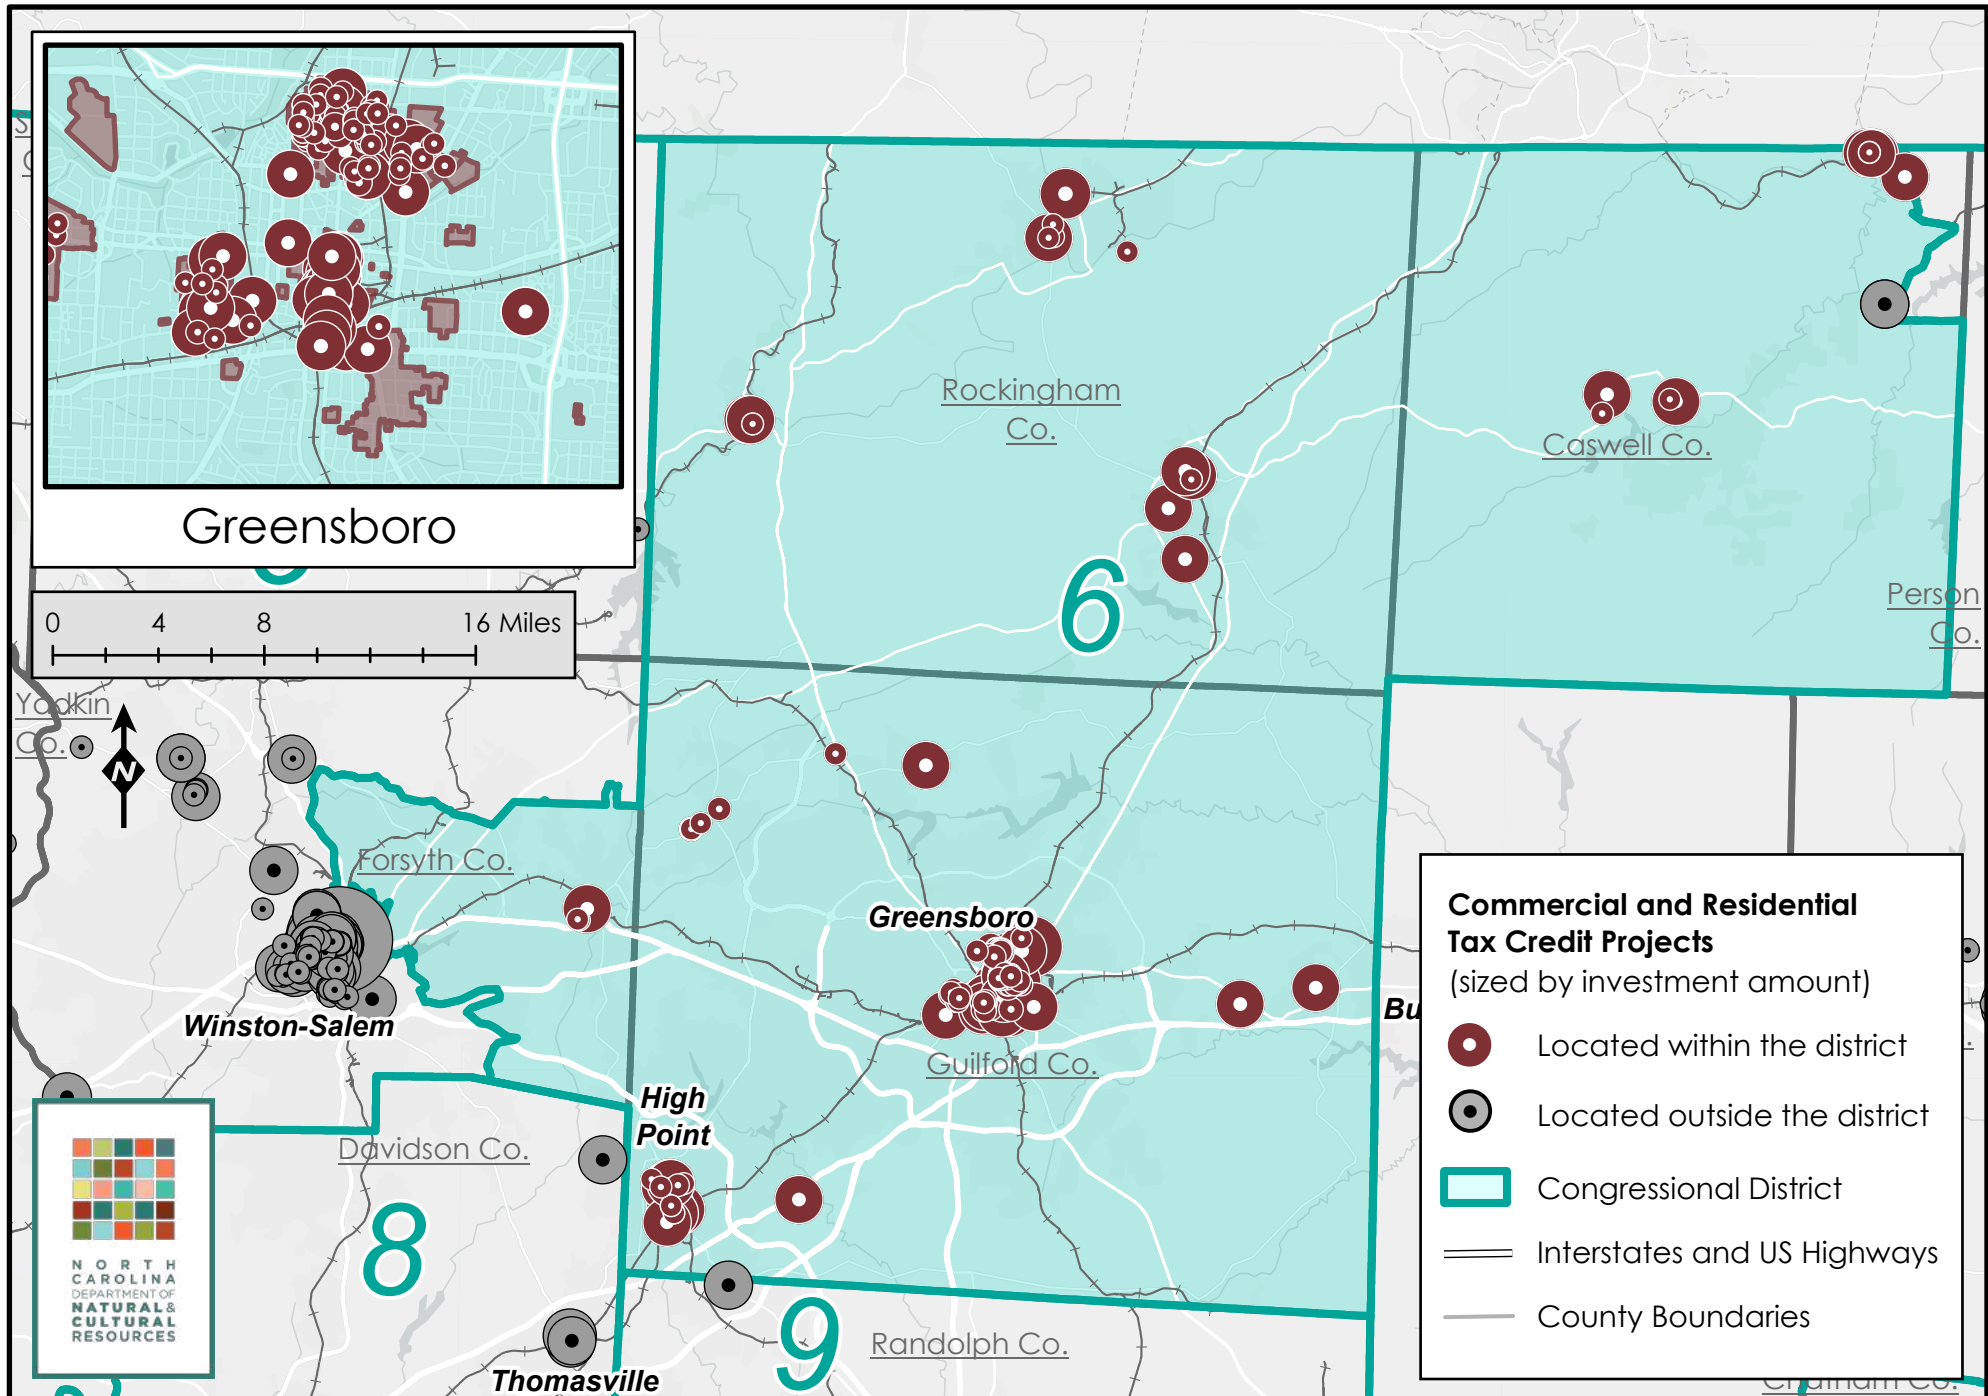 Greensboro
0 4 8 16 Miles
Rockingham
Co.
Caswell Co.
Person
Co.
6
Yadkin
Co.
N
Forsyth Co.
Greensboro
Winston-Salem
Guilford Co.
Bu
High
Point
Davidson Co.
8
9
Randolph Co.
Thomasville
Commercial and Residential
Tax Credit Projects
(sized by investment amount)
Located within the district
Located outside the district
Congressional District
Interstates and US Highways
County Boundaries
NORTH
CAROLINA
DEPARTMENT OF
NATURAL &
CULTURAL
RESOURCES